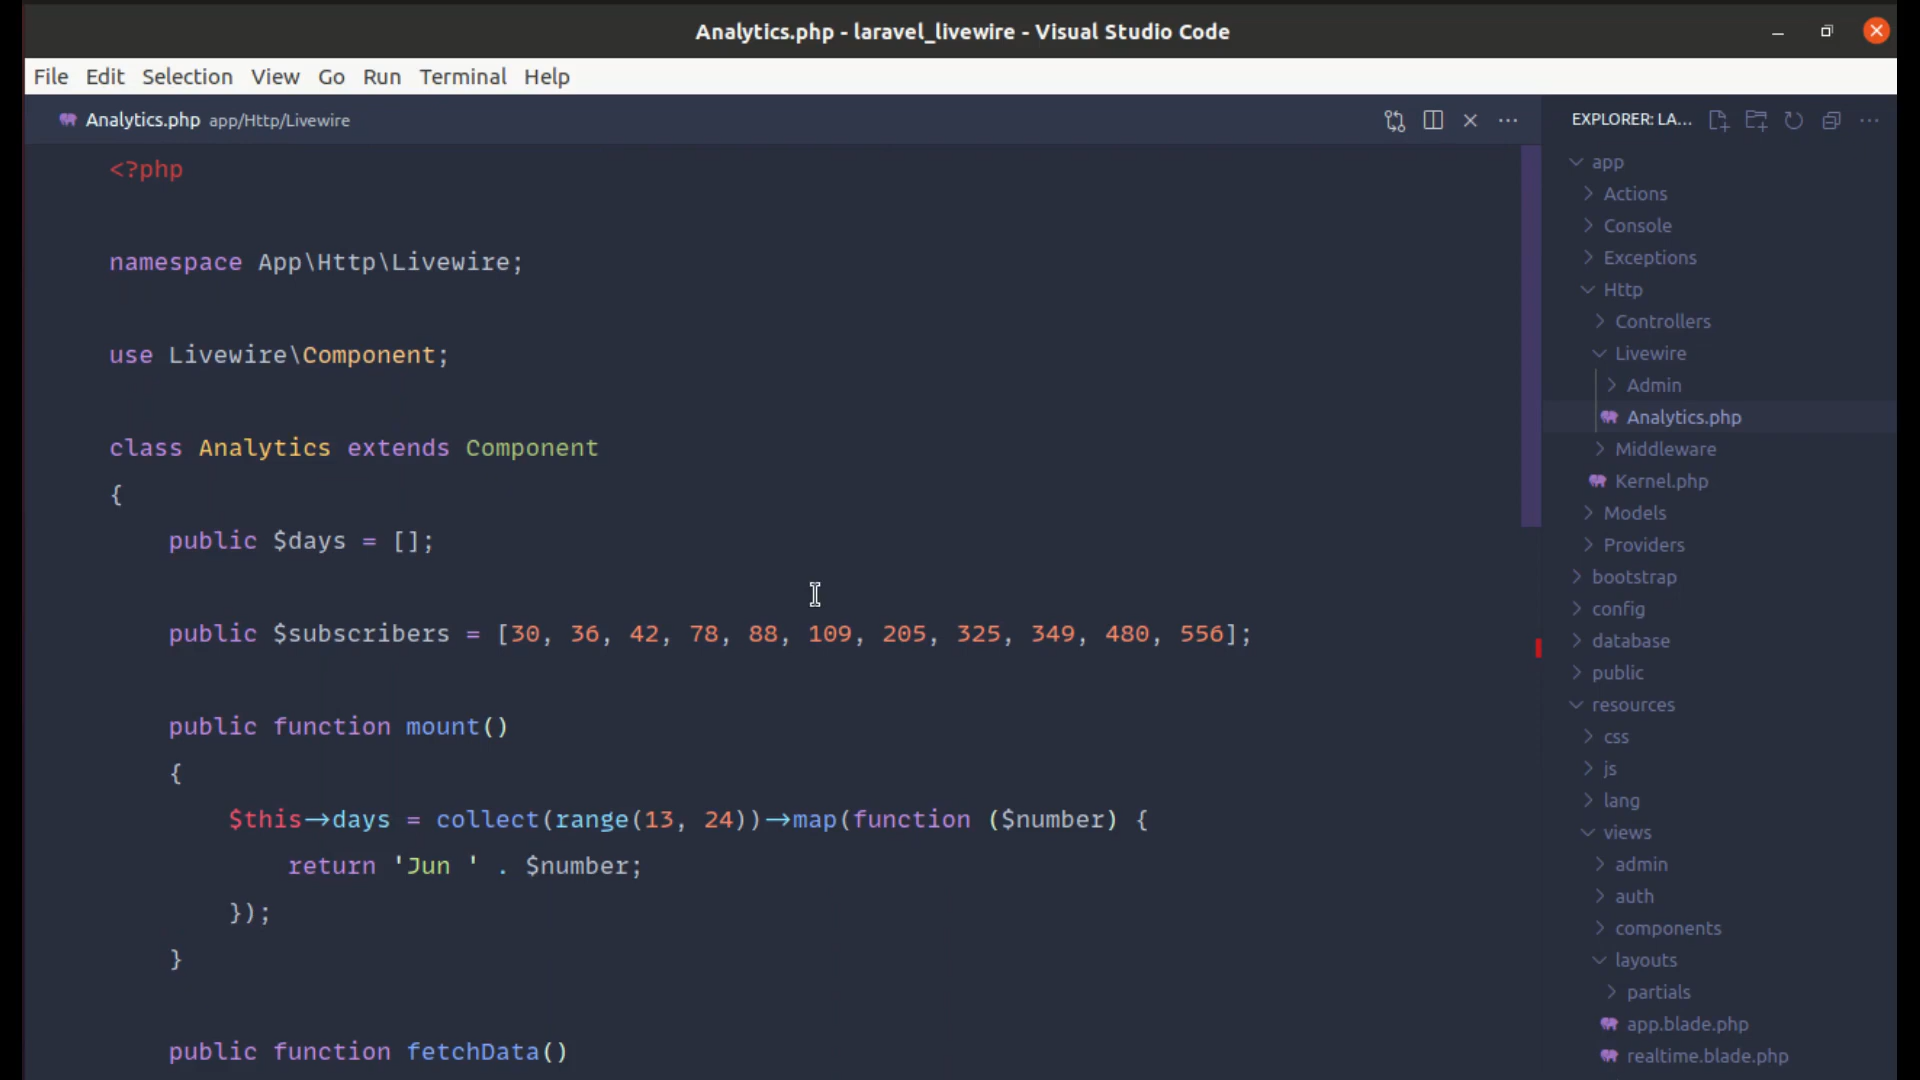 Analytics.php - laravel_livewire - Visual Studio Code
File Edit Selection View Go Run Terminal Help
Analytics.php app/Http/Livewire
<?php
namespace App\Http\Livewire;
use Livewire\Component;
class Analytics extends Component
{
public $days = [];
public $subscribers = [30, 36, 42, 78, 88, 109, 205, 325, 349, 480, 556];
public function mount()
{
$this->days = collect(range(13, 24))->map(function ($number) {
return 'Jun ' . $number;
});
}
public function fetchData()
EXPLORER: LA...
app
Actions
Console
Exceptions
Http
Controllers
Livewire
Admin
Analytics.php
Middleware
Kernel.php
Models
Providers
bootstrap
config
database
public
resources
css
js
lang
views
admin
auth
components
layouts
partials
app.blade.php
realtime.blade.php